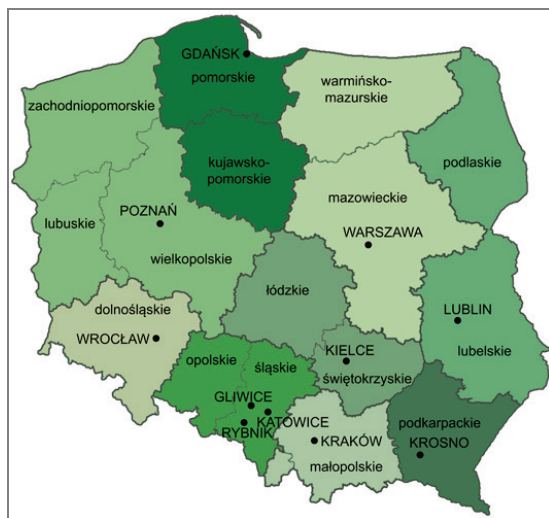 GDAŃSK
pomorskie
warmińsko-
mazurskie
zachodniopomorskie
kujawsko-
pomorskie
podlaskie
mazowieckie
lubuskie
POZNAŃ
WARSZAWA
wielkopolskie
łódzkie
dolnośląskie
LUBLIN
WROCŁAW
KIELCE
lubelskie
opolskie
śląskie
świętokrzyskie
GLIWICE
KATOWICE
RYBNIK
podkarpackie
KRAKÓW
KROSNO
małopolskie